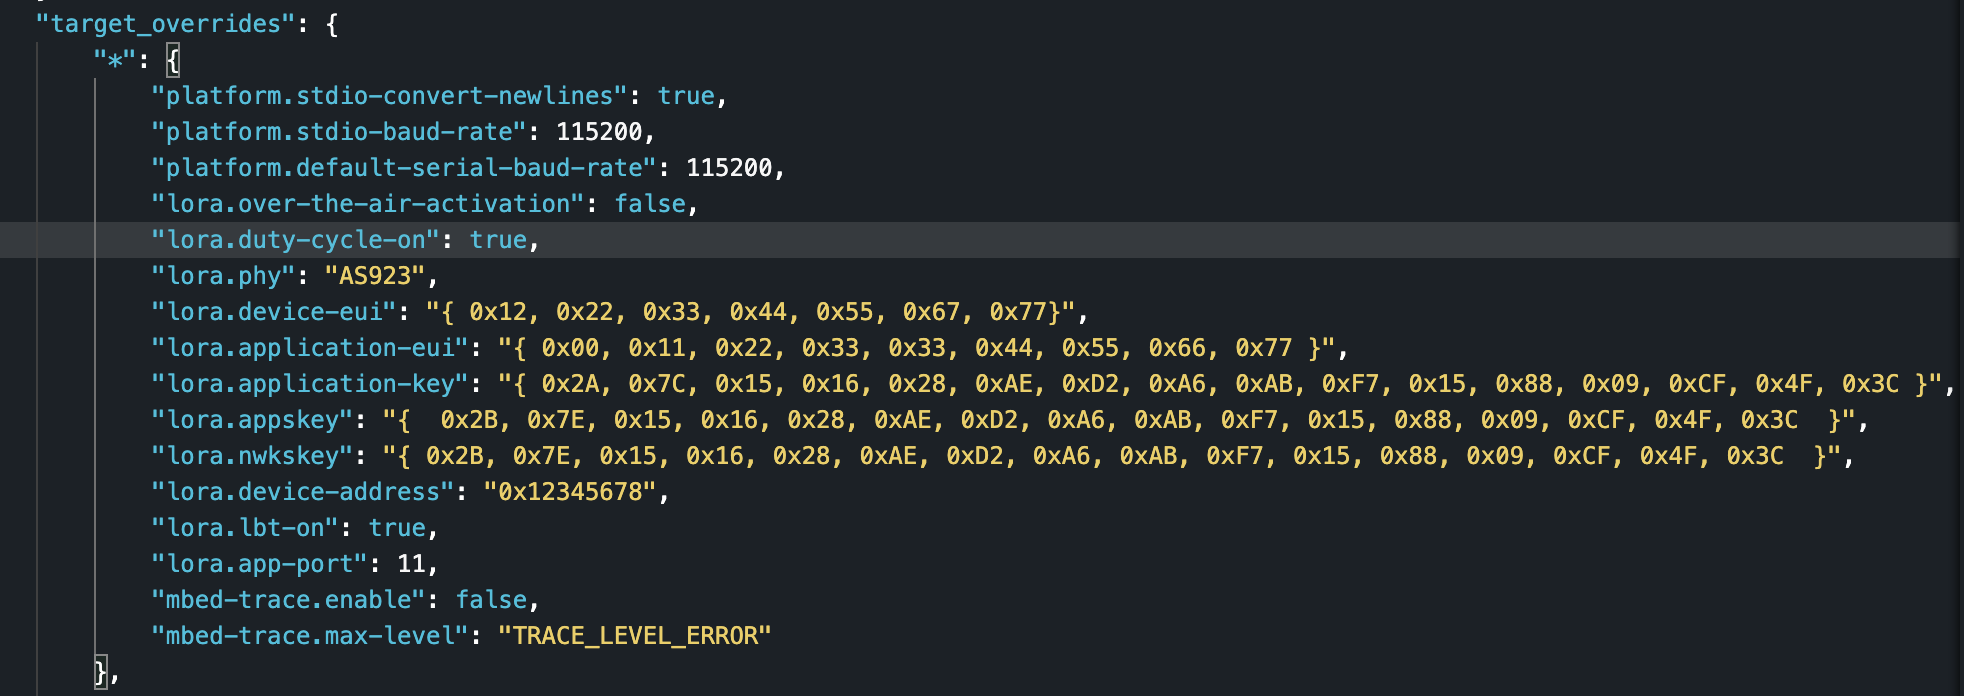 "target_overrides": {
"*": {
"platform.stdio-convert-newlines": true,
"platform.stdio-baud-rate": 115200,
"platform.default-serial-baud-rate": 115200,
"lora.over-the-air-activation": false,
"lora.duty-cycle-on": true,
"lora.phy": "AS923",
"lora.device-eui": "{ 0x12, 0x22, 0x33, 0x44, 0x55, 0x67, 0x77}",
"lora.application-eui": "{ 0x00, 0x11, 0x22, 0x33, 0x33, 0x44, 0x55, 0x66, 0x77 }",
"lora.application-key": "{ 0x2A, 0x7C, 0x15, 0x16, 0x28, 0xAE, 0xD2, 0xA6, 0xAB, 0xF7, 0x15, 0x88, 0x09, 0xCF, 0x4F, 0x3C }",
"lora.appskey": "{  0x2B, 0x7E, 0x15, 0x16, 0x28, 0xAE, 0xD2, 0xA6, 0xAB, 0xF7, 0x15, 0x88, 0x09, 0xCF, 0x4F, 0x3C  }",
"lora.nwkskey": "{ 0x2B, 0x7E, 0x15, 0x16, 0x28, 0xAE, 0xD2, 0xA6, 0xAB, 0xF7, 0x15, 0x88, 0x09, 0xCF, 0x4F, 0x3C  }",
"lora.device-address": "0x12345678",
"lora.lbt-on": true,
"lora.app-port": 11,
"mbed-trace.enable": false,
"mbed-trace.max-level": "TRACE_LEVEL_ERROR"
},